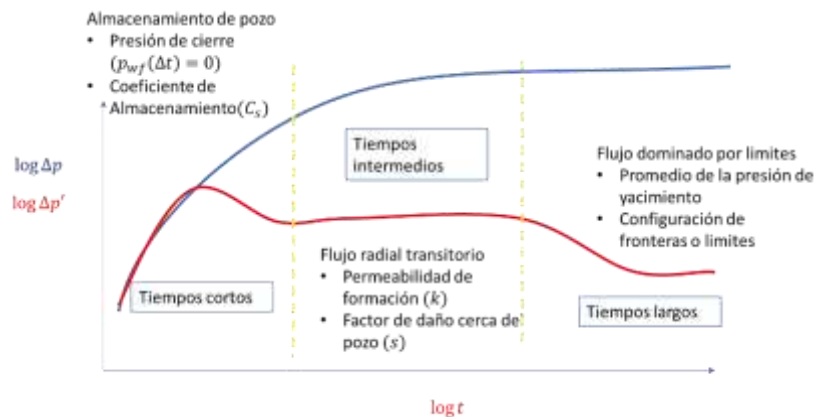 Almacenamiento de pozo
• Presión de cierre
(p_wf(Δt) = 0)
• Coeficiente de
Almacenamiento(C_s)
log Δp
log Δp'
Tiempos
intermedios
Flujo dominado por limites
• Promedio de la presión de
yacimiento
• Configuración de
fronteras o limites
Tiempos cortos
Flujo radial transitorio
• Permeabilidad de
formación (k)
• Factor de daño cerca de
pozo (s)
Tiempos largos
log t